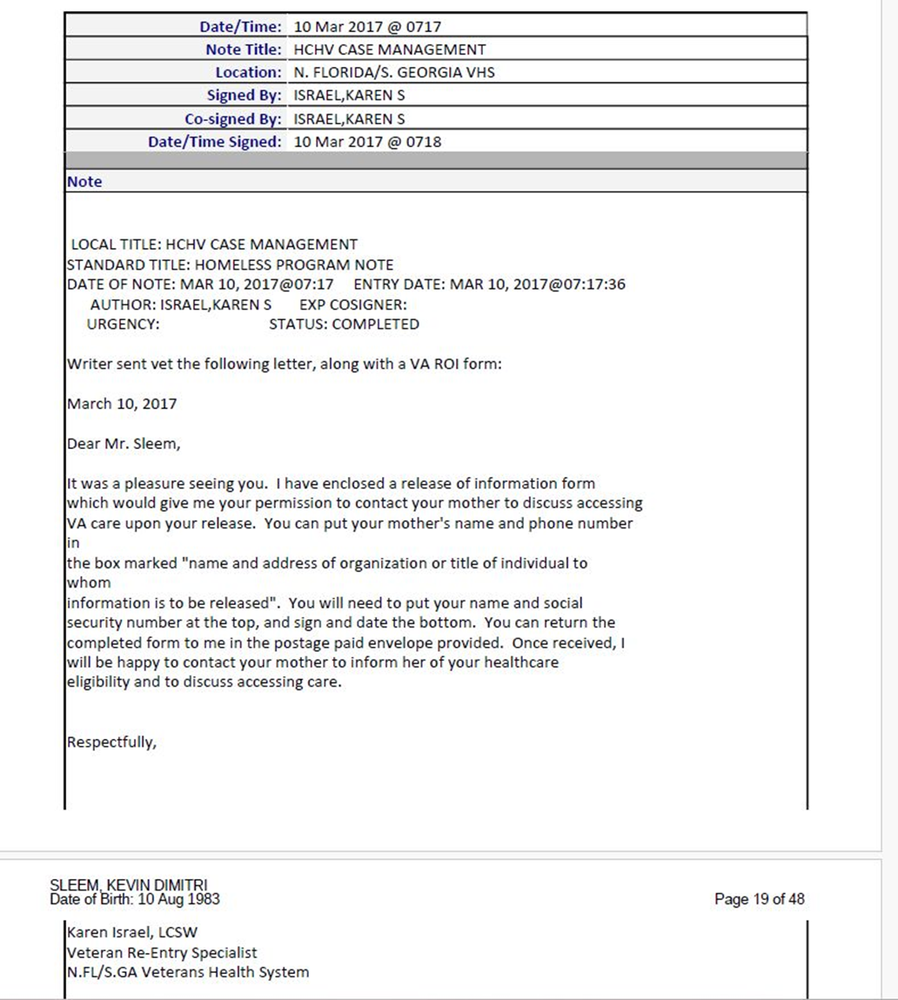 Date/Time: 10 Mar 2017 @ 0717
Note Title: HCHV CASE MANAGEMENT
Location: N. FLORIDA/S. GEORGIA VHS
Signed By: ISRAEL,KAREN S
Co-signed By: ISRAEL,KAREN S
Date/Time Signed: 10 Mar 2017 @ 0718
Note
LOCAL TITLE: HCHV CASE MANAGEMENT
STANDARD TITLE: HOMELESS PROGRAM NOTE
DATE OF NOTE: MAR 10, 2017@07:17 ENTRY DATE: MAR 10, 2017@07:17:36
AUTHOR: ISRAEL,KAREN S EXP COSIGNER:
URGENCY: STATUS: COMPLETED
Writer sent vet the following letter, along with a VA ROI form:
March 10, 2017
Dear Mr. Sleem,
It was a pleasure seeing you. I have enclosed a release of information form
which would give me your permission to contact your mother to discuss accessing
VA care upon your release. You can put your mother's name and phone number
in
the box marked "name and address of organization or title of individual to
whom
information is to be released". You will need to put your name and social
security number at the top, and sign and date the bottom. You can return the
completed form to me in the postage paid envelope provided. Once received, I
will be happy to contact your mother to inform her of your healthcare
eligibility and to discuss accessing care.
Respectfully,
SLEEM, KEVIN DIMITRI
Date of Birth: 10 Aug 1983
Page 19 of 48
Karen Israel, LCSW
Veteran Re-Entry Specialist
N.FL/S.GA Veterans Health System